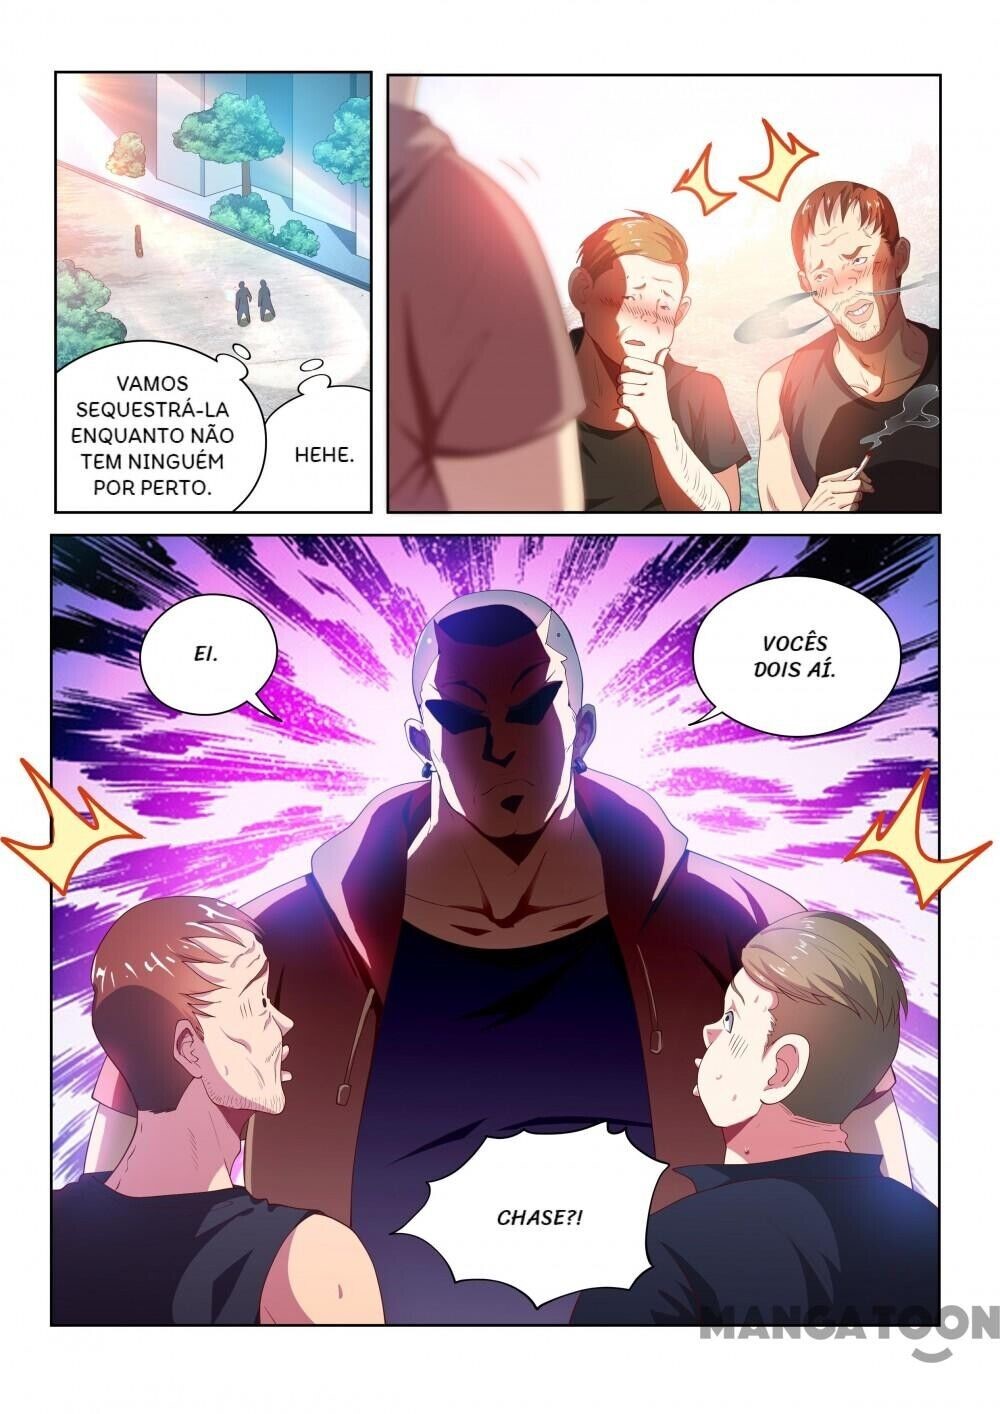 VAMOS
SEQUESTRÁ-LA
ENQUANTO NÃO
TEM NINGUÉM
POR PERTO.
HEHE.
EI.
VOCÊS
DOIS AÍ.
CHASE?!
MANGATOON